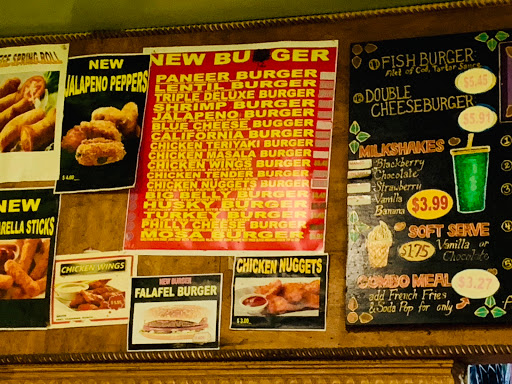 SE SPRING ROLL
NEW
JALAPENO PEPPERS
NEW BURGER
PANEER BURGER
LENTIL BURGER
TRIPLE DELUXE BURGER
SHRIMP BURGER
JALAPENO BURGER
BLUE CHEESE BURGER
CALIFORNIA BURGER
CHICKEN TERIYAKI BURGER
CHICKEN MASALA BURGER
CHICKEN WINGS BURGER
CHICKEN TENDER BURGER
CHICKEN NUGGETS BURGER
BIG BENNY BURGER
HUSKY BURGER
TURKEY BURGER
PHILLY CHEESE BURGER
MOZA BURGER
NEW
RELLA STICKS
CHICKEN WINGS
NEW BURGER
FALAFEL BURGER
CHICKEN NUGGETS
FISH BURGER
Filet of Cod, Tartar Sauce
$5.45
DOUBLE
CHEESEBURGER
$5.91
MILKSHAKES
Blackberry
Chocolate
Strawberry
Vanilla
Banana
$3.99
SOFT SERVE
$1.75
Vanilla or
Chocolate
COMBO MEAL
$3.27
add French Fries
& Soda Pop for only